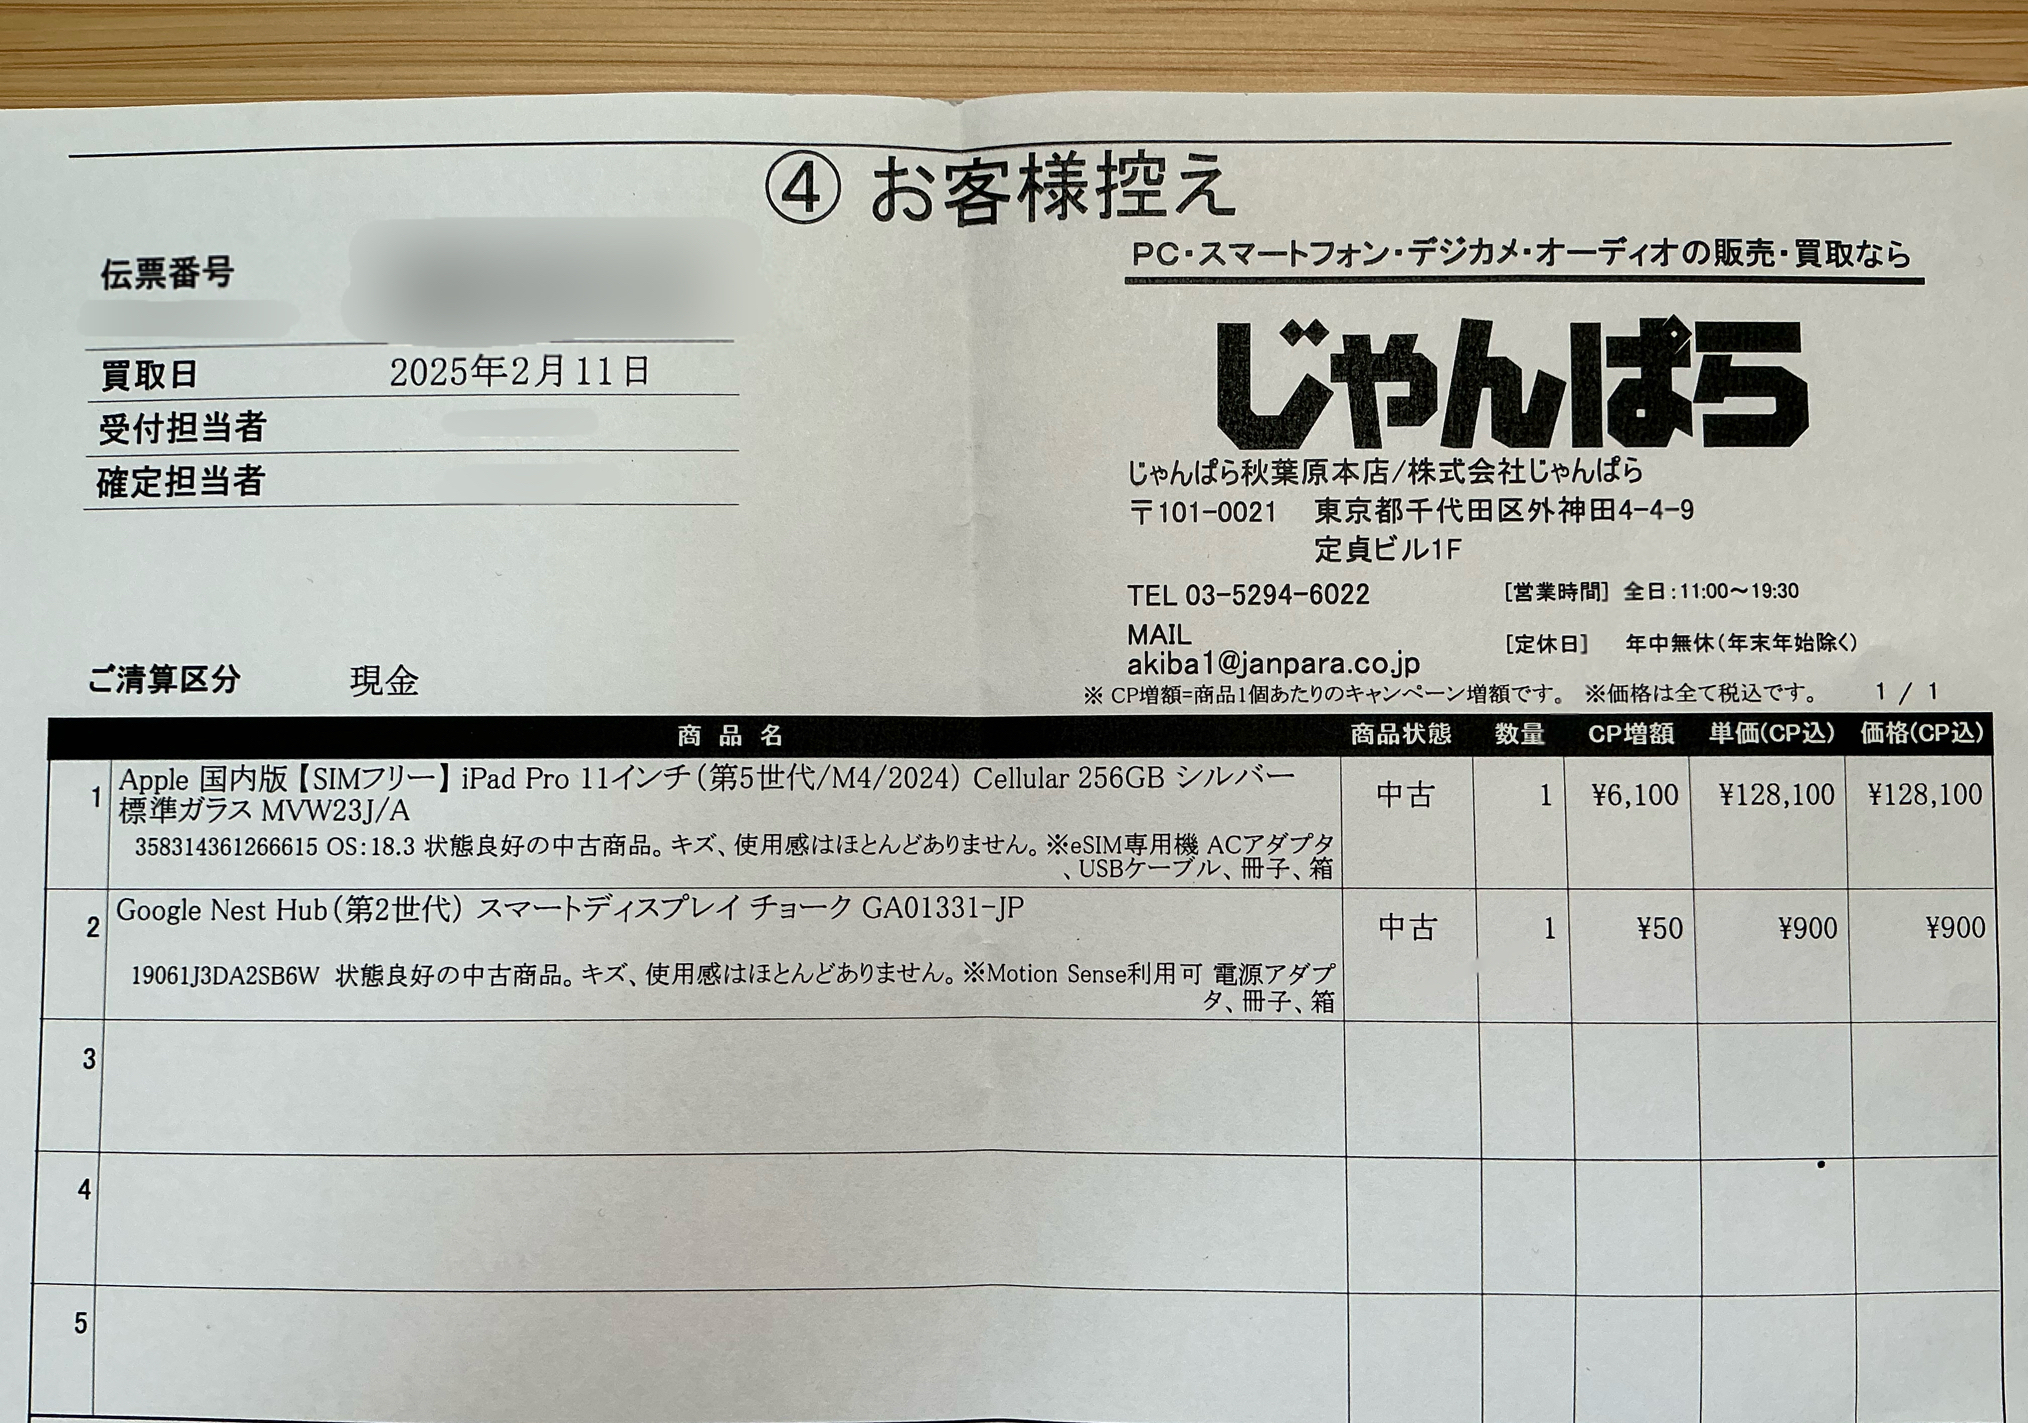 ④ お客様控え
伝票番号
買取日 2025年2月11日
受付担当者
確定担当者
PC・スマートフォン・デジカメ・オーディオの販売・買取なら
じゃんぱら
じゃんぱら秋葉原本店/株式会社じゃんぱら
〒101-0021 東京都千代田区外神田4-4-9
定貞ビル1F
TEL 03-5294-6022 [営業時間] 全日:11:00～19:30
MAIL
akiba1@janpara.co.jp [定休日] 年中無休(年末年始除く)
ご清算区分 現金
※ CP増額=商品1個あたりのキャンペーン増額です。 ※価格は全て税込です。 1 / 1
商品名 商品状態 数量 CP増額 単価(CP込) 価格(CP込)
1 Apple 国内版【SIMフリー】 iPad Pro 11インチ(第5世代/M4/2024) Cellular 256GB シルバー 中古 1 ¥6,100 ¥128,100 ¥128,100
標準ガラス MVW23J/A
358314361266615 OS:18.3 状態良好の中古商品。キズ、使用感はほとんどありません。※eSIM専用機 ACアダプタ
、USBケーブル、冊子、箱
2 Google Nest Hub(第2世代) スマートディスプレイ チョーク GA01331-JP 中古 1 ¥50 ¥900 ¥900
19061J3DA2SB6W 状態良好の中古商品。キズ、使用感はほとんどありません。※Motion Sense利用可 電源アダプ
タ、冊子、箱
3
4
5